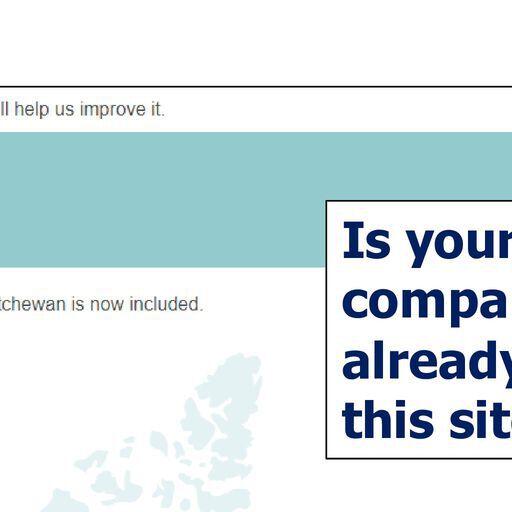 ll help us improve it.
Is your
tchewan is now included.
compa
already
this sit